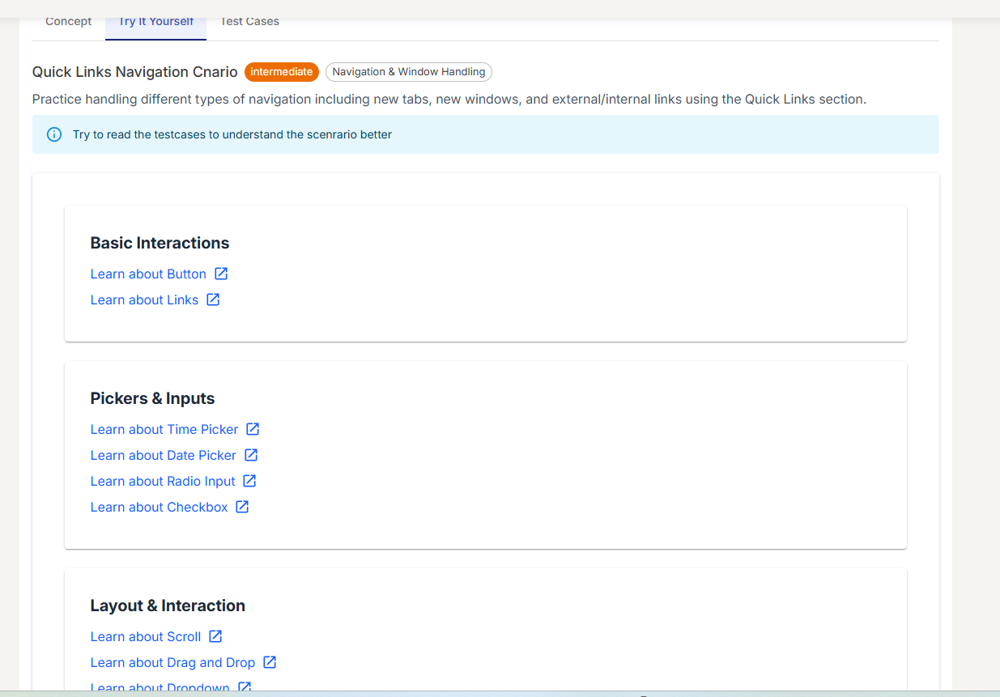 Concept Try It Yourself Test Cases
Quick Links Navigation Cnario intermediate Navigation & Window Handling
Practice handling different types of navigation including new tabs, new windows, and external/internal links using the Quick Links section.
Try to read the testcases to understand the scenrario better
Basic Interactions
Learn about Button
Learn about Links
Pickers & Inputs
Learn about Time Picker
Learn about Date Picker
Learn about Radio Input
Learn about Checkbox
Layout & Interaction
Learn about Scroll
Learn about Drag and Drop
Learn about Dropdown